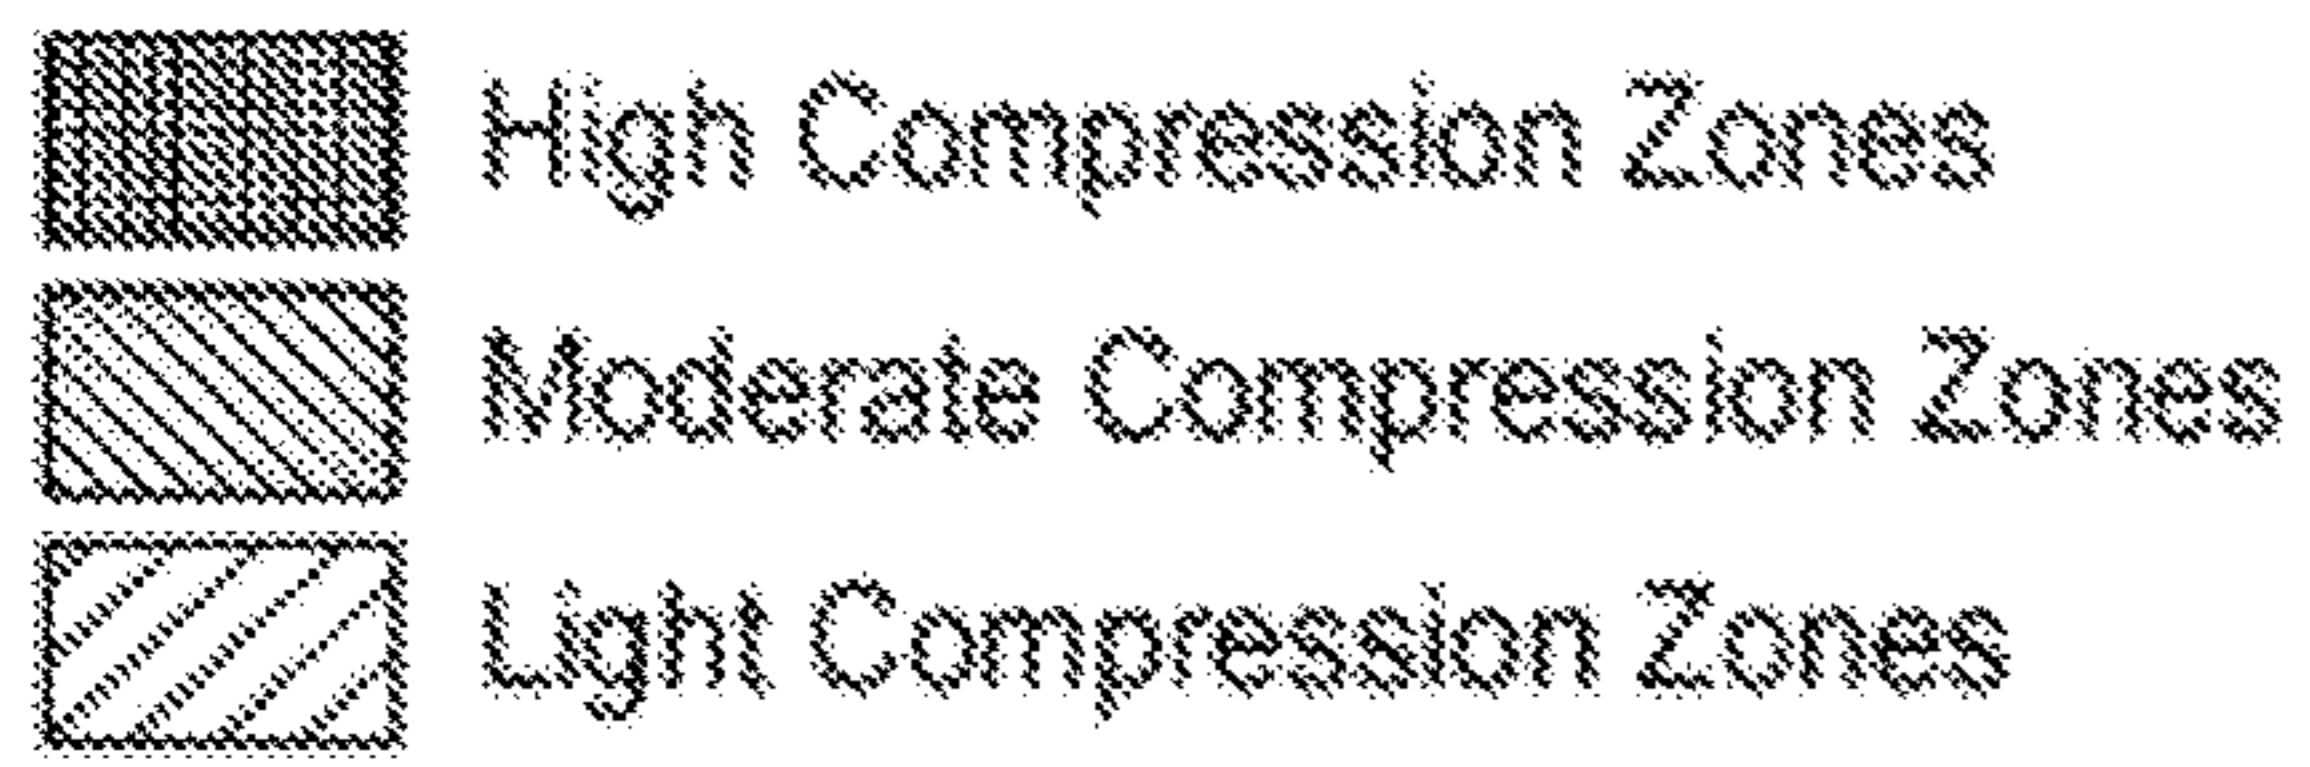 High Compression Zones
Moderate Compression Zones
Light Compression Zones